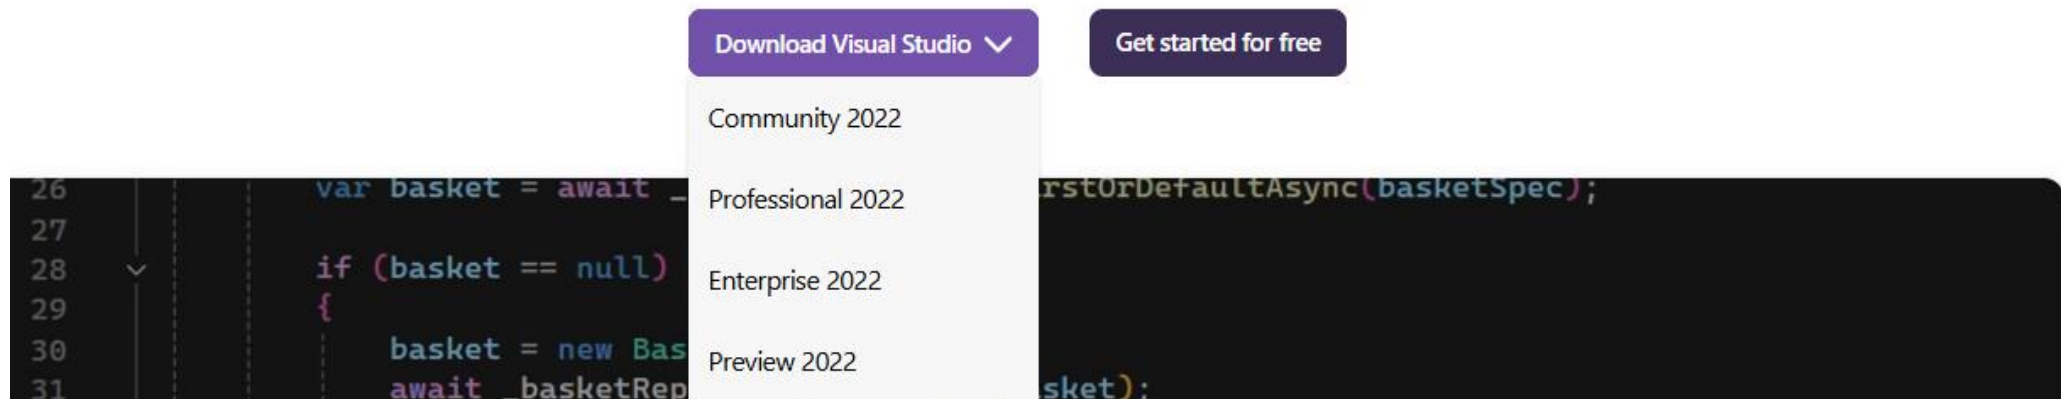 Download Visual Studio
Get started for free
Community 2022
Professional 2022
Enterprise 2022
Preview 2022
26 var basket = await _ rstOrDefaultAsync(basketSpec);
27
28 if (basket == null)
29 {
30 basket = new Bas
31 await _basketRep sket);